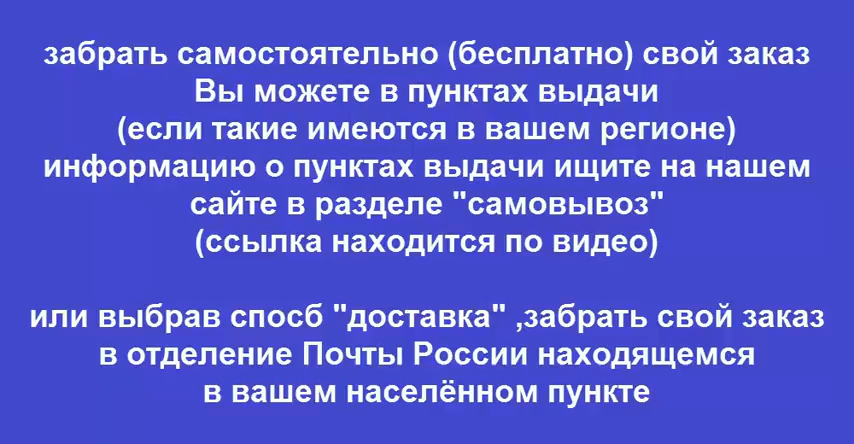 забрать самостоятельно (бесплатно) свой заказ
Вы можете в пунктах выдачи
(если такие имеются в вашем регионе)
информацию о пунктах выдачи ищите на нашем
сайте в разделе "самовывоз"
(ссылка находится по видео)
или выбрав спосб "доставка" ,забрать свой заказ
в отделение Почты России находящемся
в вашем населённом пункте